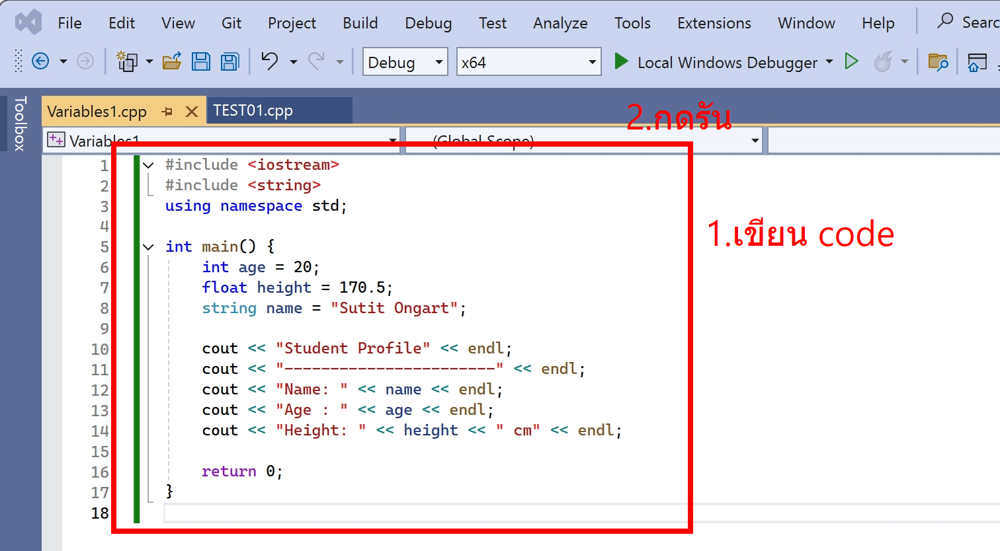 File Edit View Git Project Build Debug Test Analyze Tools Extensions Window Help Searc
Debug x64 Local Windows Debugger
Toolbox
Variables1.cpp TEST01.cpp
2.กดรัน
Variables1 (Global Scope)
1 #include <iostream>
2 #include <string>
3 using namespace std;
4
1.เขียน code
5 int main() {
6 int age = 20;
7 float height = 170.5;
8 string name = "Sutit Ongart";
9
10 cout << "Student Profile" << endl;
11 cout << "-----------------------" << endl;
12 cout << "Name: " << name << endl;
13 cout << "Age : " << age << endl;
14 cout << "Height: " << height << " cm" << endl;
15
16 return 0;
17 }
18